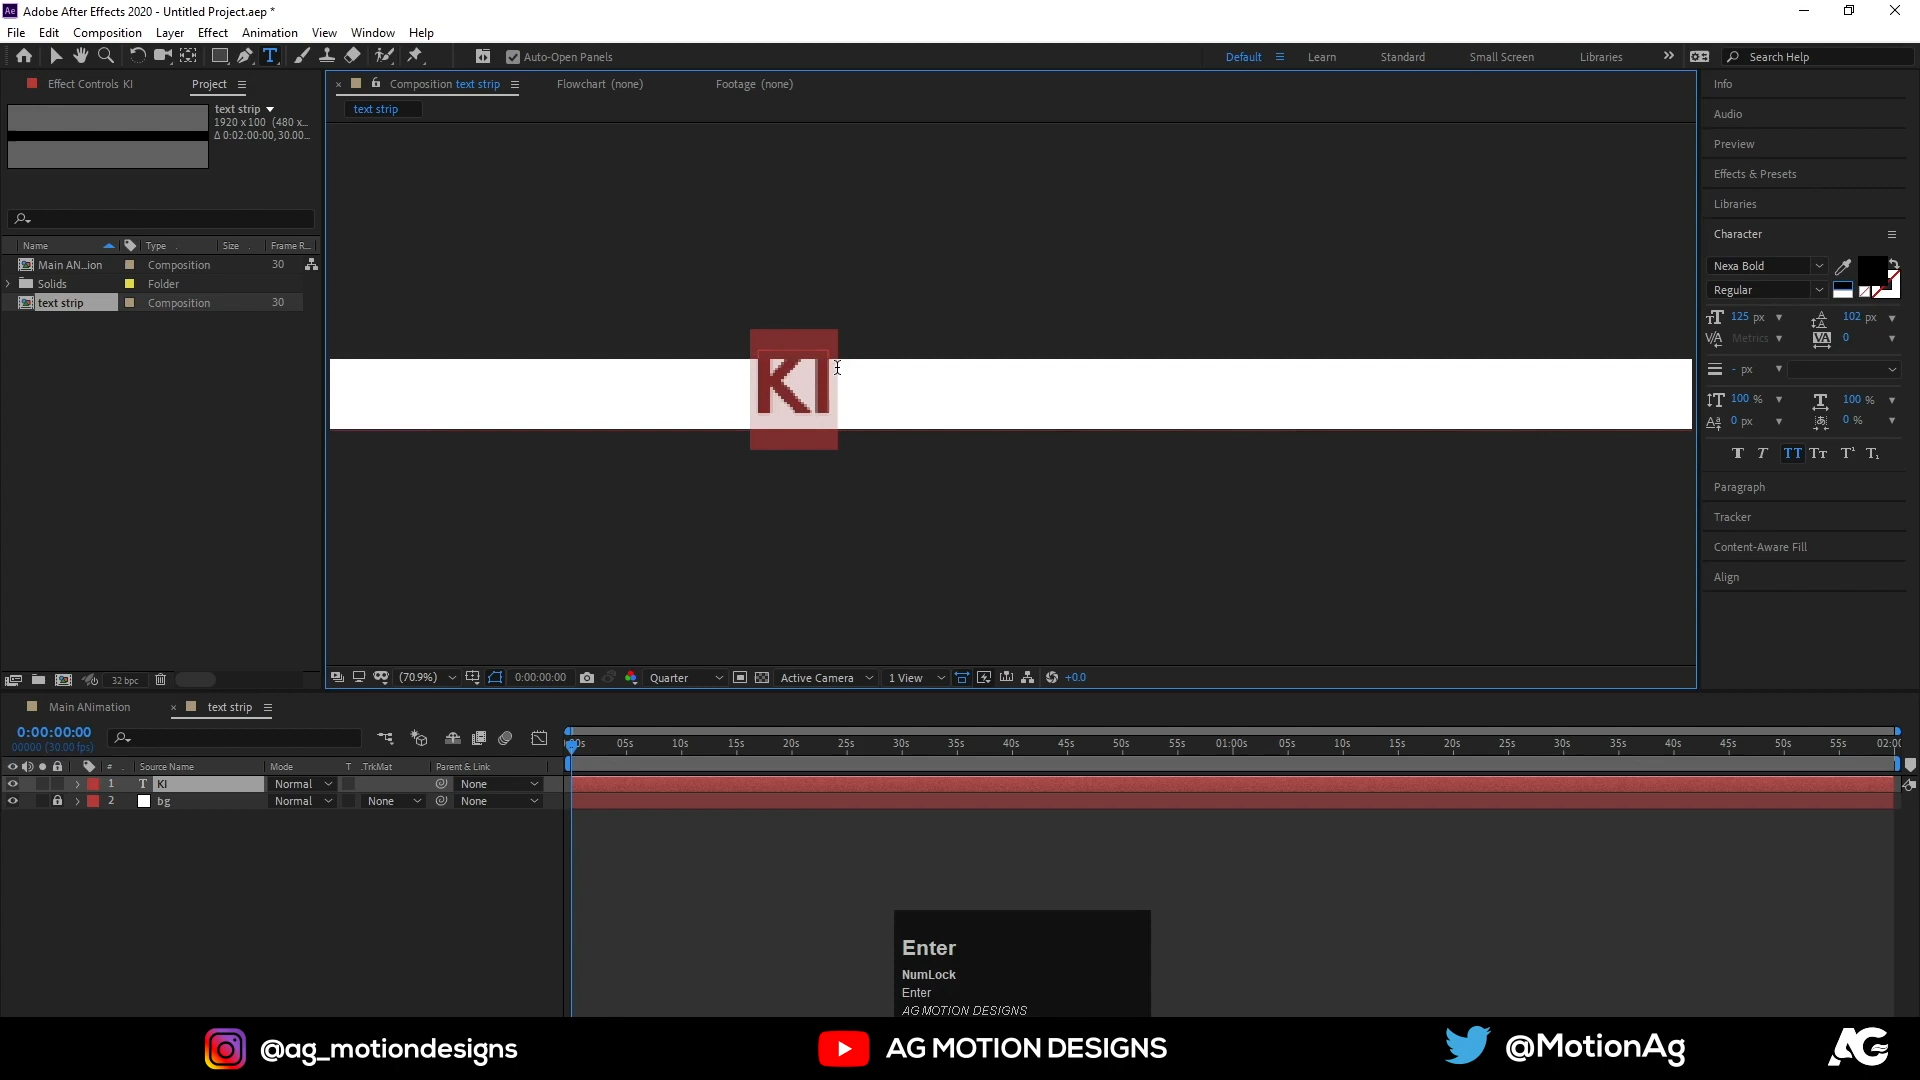 Adobe After Effects 2020 - Untitled Project.aep *
File Edit Composition Layer Effect Animation View Window Help
Auto-Open Panels
Default Learn Standard Small Screen Libraries Search Help
Effect Controls KI Project
Composition text strip Flowchart (none) Footage (none)
text strip
text strip
1920 x 100 (480 x...
Δ 0:02:00:00, 30.00...
Name Type Size Frame R...
Main AN...ion Composition 30
Solids Folder
text strip Composition 30
KI
32 bpc
(70.9%) 0:00:00:00 Quarter Active Camera 1 View +0.0
Info
Audio
Preview
Effects & Presets
Libraries
Character
Nexa Bold
Regular
125 px 102 px
Metrics 0
- px
100 % 100 %
0 px 0 %
Paragraph
Tracker
Content-Aware Fill
Align
Main ANimation text strip
0:00:00:00
00000 (30.00 fps)
05s 10s 15s 20s 25s 30s 35s 40s 45s 50s 55s 01:00s 05s 10s 15s 20s 25s 30s 35s 40s 45s 50s 55s 02:00
# Source Name Mode T .TrkMat Parent & Link
1 T KI Normal None
2 bg Normal None None
Enter
NumLock
Enter
AG MOTION DESIGNS
@ag_motiondesigns AG MOTION DESIGNS @MotionAg AG